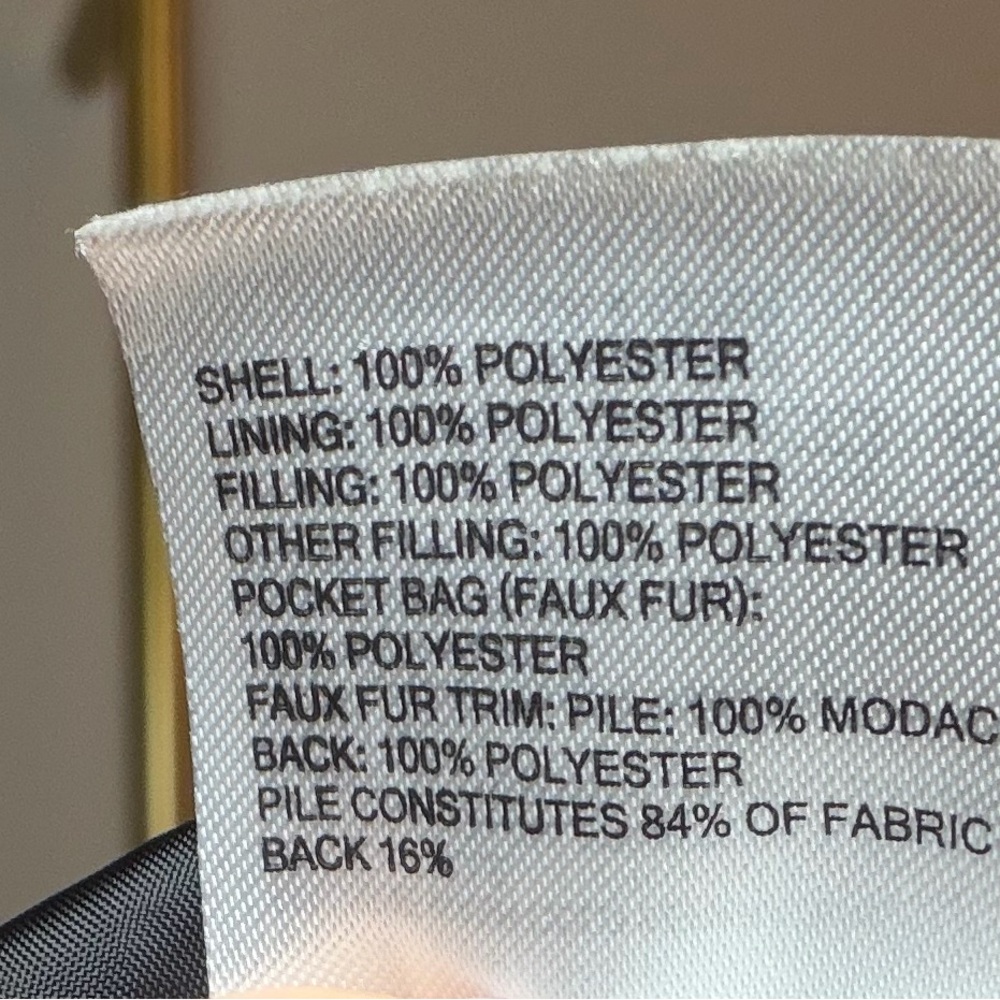 SHELL: 100% POLYESTER
LINING: 100% POLYESTER
FILLING: 100% POLYESTER
OTHER FILLING: 100% POLYESTER
POCKET BAG (FAUX FUR):
100% POLYESTER
FAUX FUR TRIM: PILE: 100% MODAC
BACK: 100% POLYESTER
PILE CONSTITUTES 84% OF FABRIC
BACK 16%